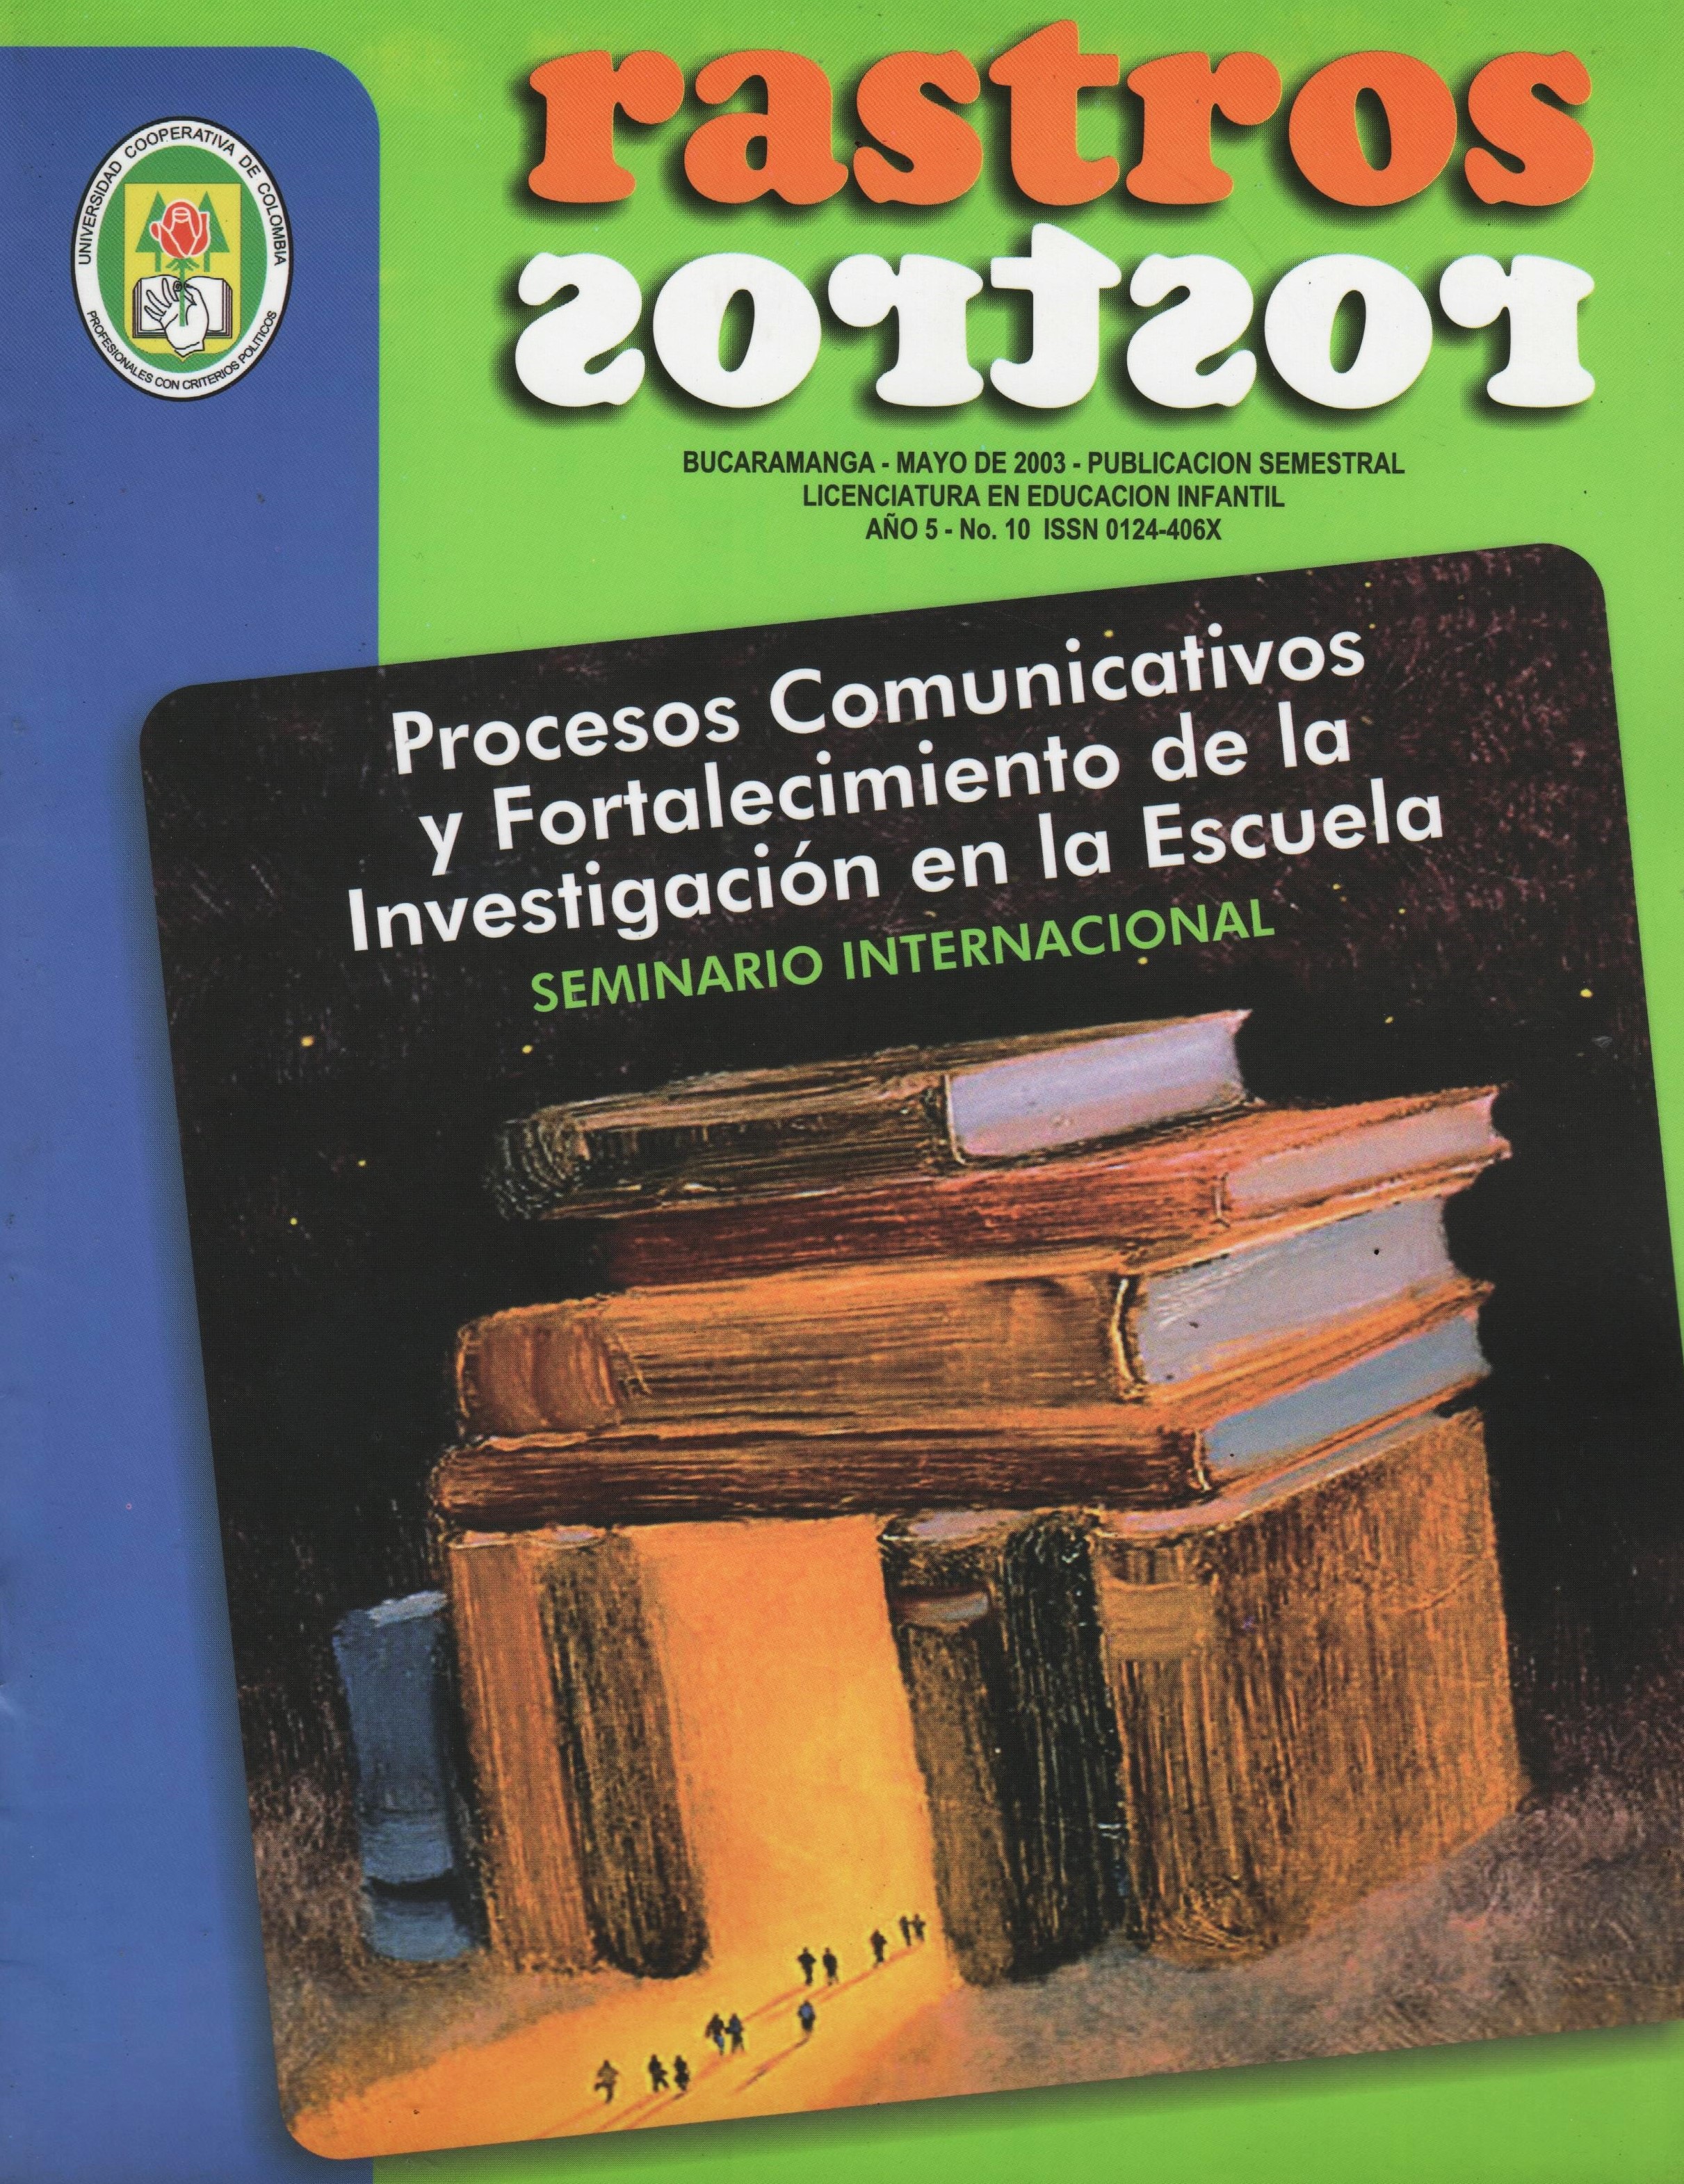 rastros
rostros
UNIVERSIDAD COOPERATIVA DE COLOMBIA
PROFESIONALES CON CRITERIOS POLITICOS
BUCARAMANGA - MAYO DE 2003 - PUBLICACION SEMESTRAL
LICENCIATURA EN EDUCACION INFANTIL
AÑO 5 - No. 10 ISSN 0124-406X
Procesos Comunicativos
y Fortalecimiento de la
Investigación en la Escuela
SEMINARIO INTERNACIONAL